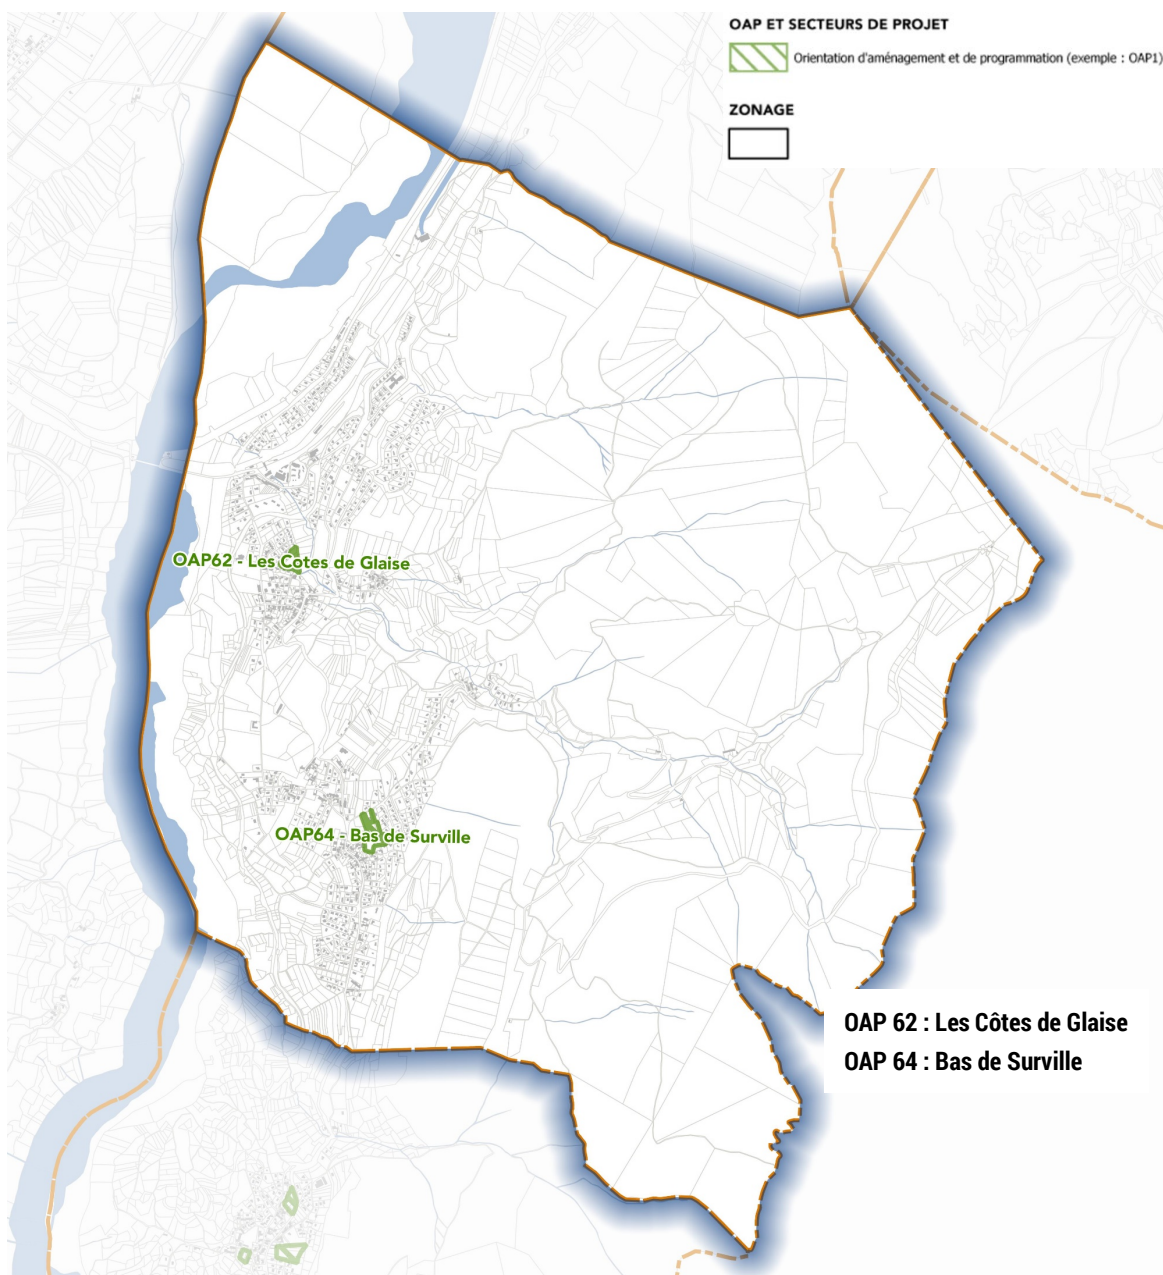 OAP ET SECTEURS DE PROJET
Orientation d'aménagement et de programmation (exemple : OAP1)
ZONAGE
OAP62 - Les Cotes de Glaise
OAP64 - Bas de Surville
OAP 62 : Les Côtes de Glaise
OAP 64 : Bas de Surville